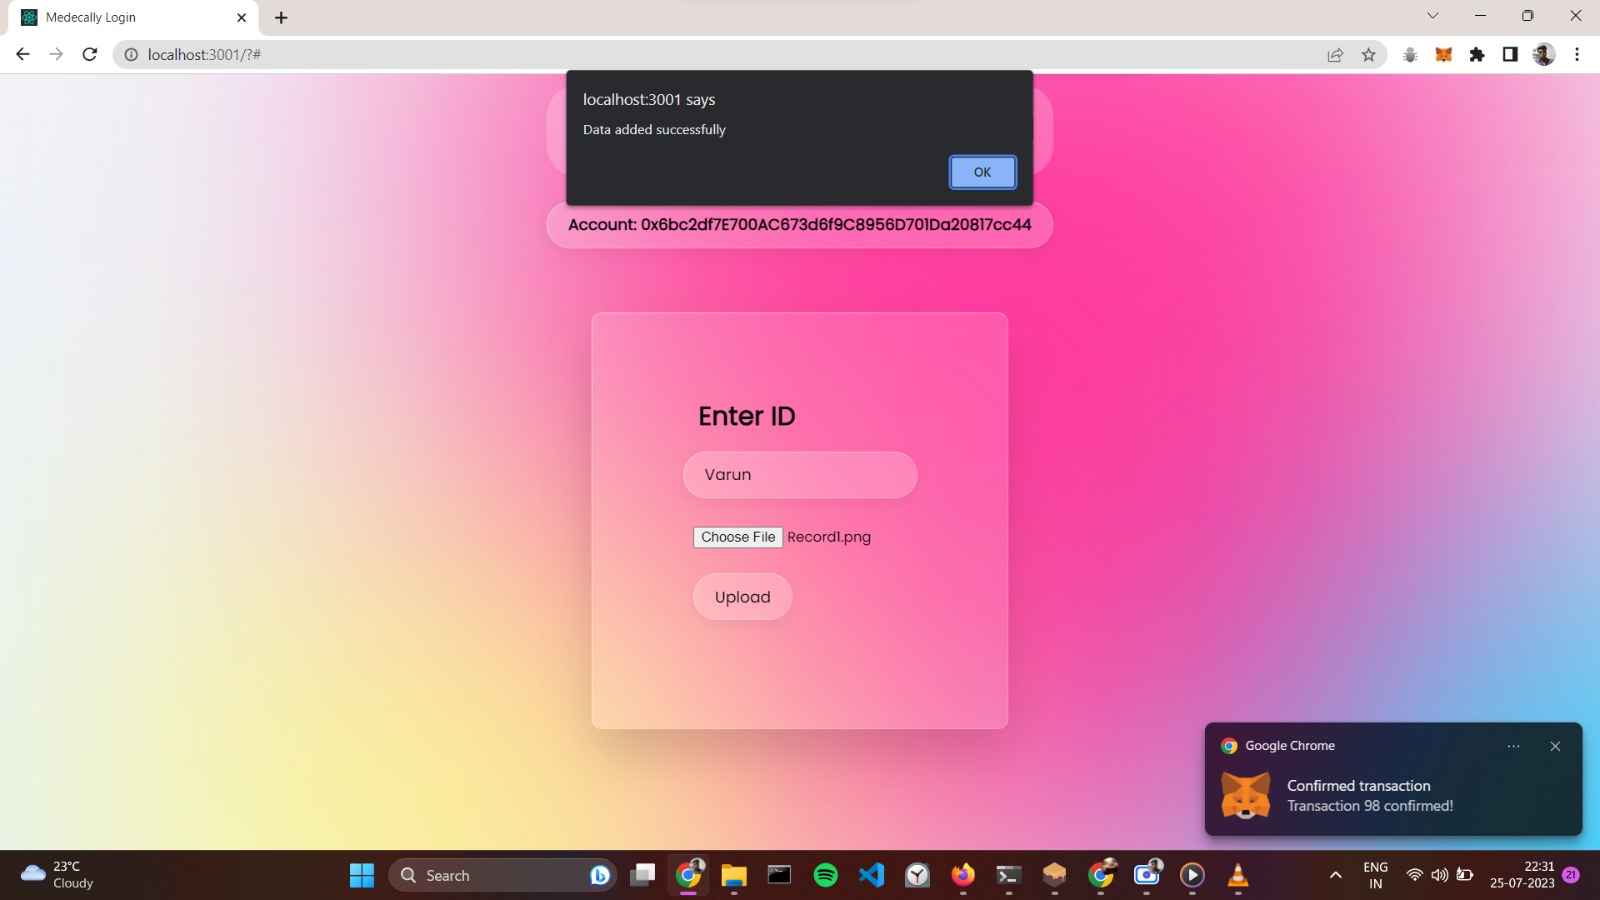 Medecally Login
localhost:3001/?#
localhost:3001 says
Data added successfully
OK
Account: 0x6bc2df7E700AC673d6f9C8956D701Da20817cc44
Enter ID
Varun
Choose File Record1.png
Upload
Google Chrome
Confirmed transaction
Transaction 98 confirmed!
23°C
Cloudy
Search
ENG
IN
22:31
25-07-2023
21